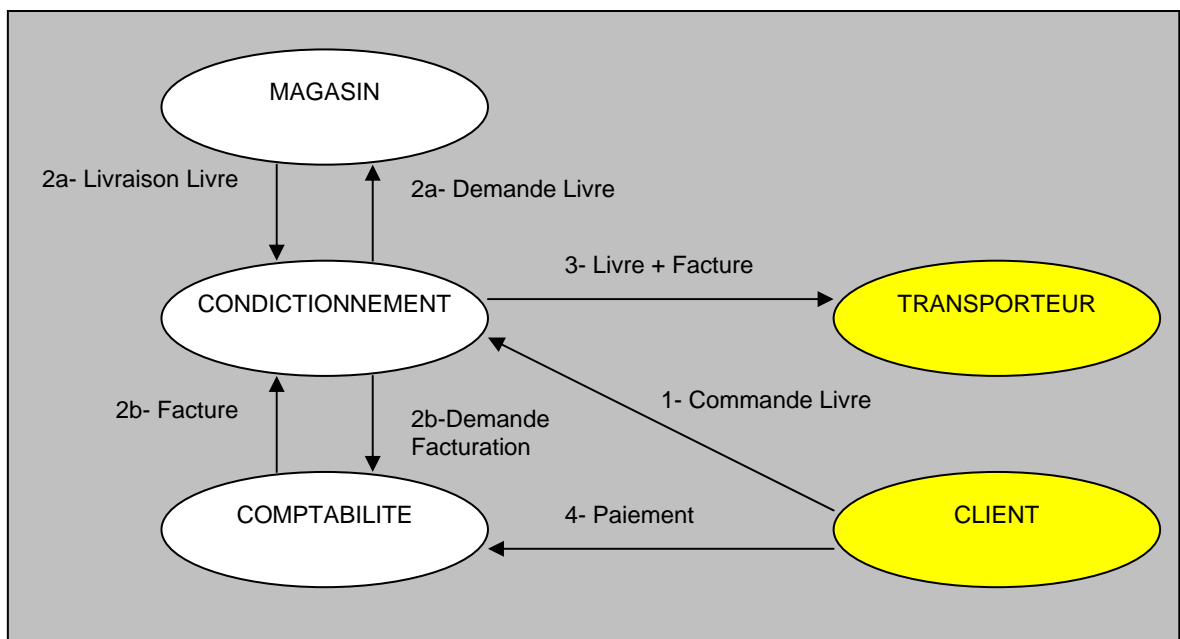 MAGASIN
2a- Livraison Livre
2a- Demande Livre
3- Livre + Facture
CONDICTIONNEMENT
TRANSPORTEUR
1- Commande Livre
2b- Facture
2b-Demande
Facturation
COMPTABILITE
4- Paiement
CLIENT